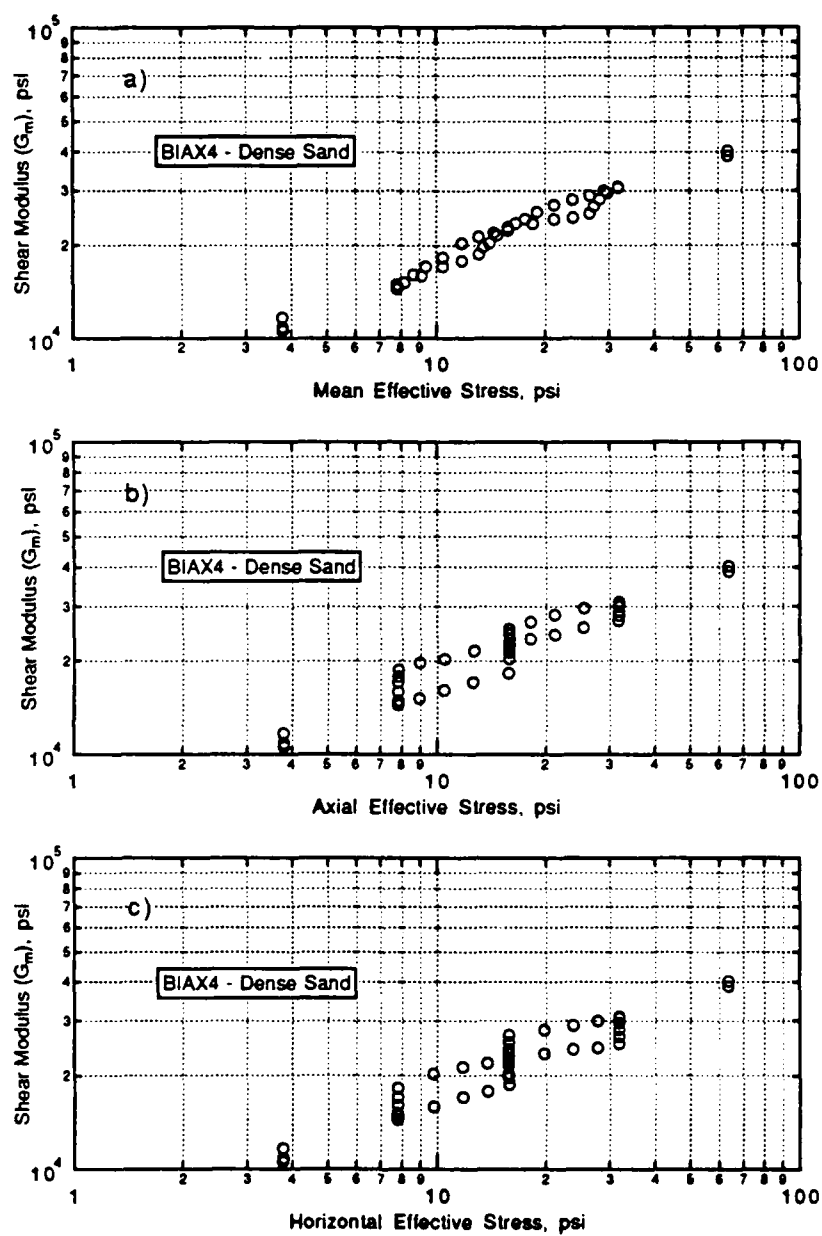 10^5
9
8
7
6
5
4
3
2
10^4
Shear Modulus (G_m), psi
a)
BIAX4 - Dense Sand
2 3 4 5 6 7 8 9 2 3 4 5 6 7 8 9
1 10 100
Mean Effective Stress, psi
10^5
9
8
7
6
5
4
3
2
10^4
Shear Modulus (G_m), psi
b)
BIAX4 - Dense Sand
2 3 4 5 6 7 8 9 2 3 4 5 6 7 8 9
1 10 100
Axial Effective Stress, psi
10^5
9
8
7
6
5
4
3
2
10^4
Shear Modulus (G_m), psi
c)
BIAX4 - Dense Sand
2 3 4 5 6 7 8 9 2 3 4 5 6 7 8 9
1 10 100
Horizontal Effective Stress, psi